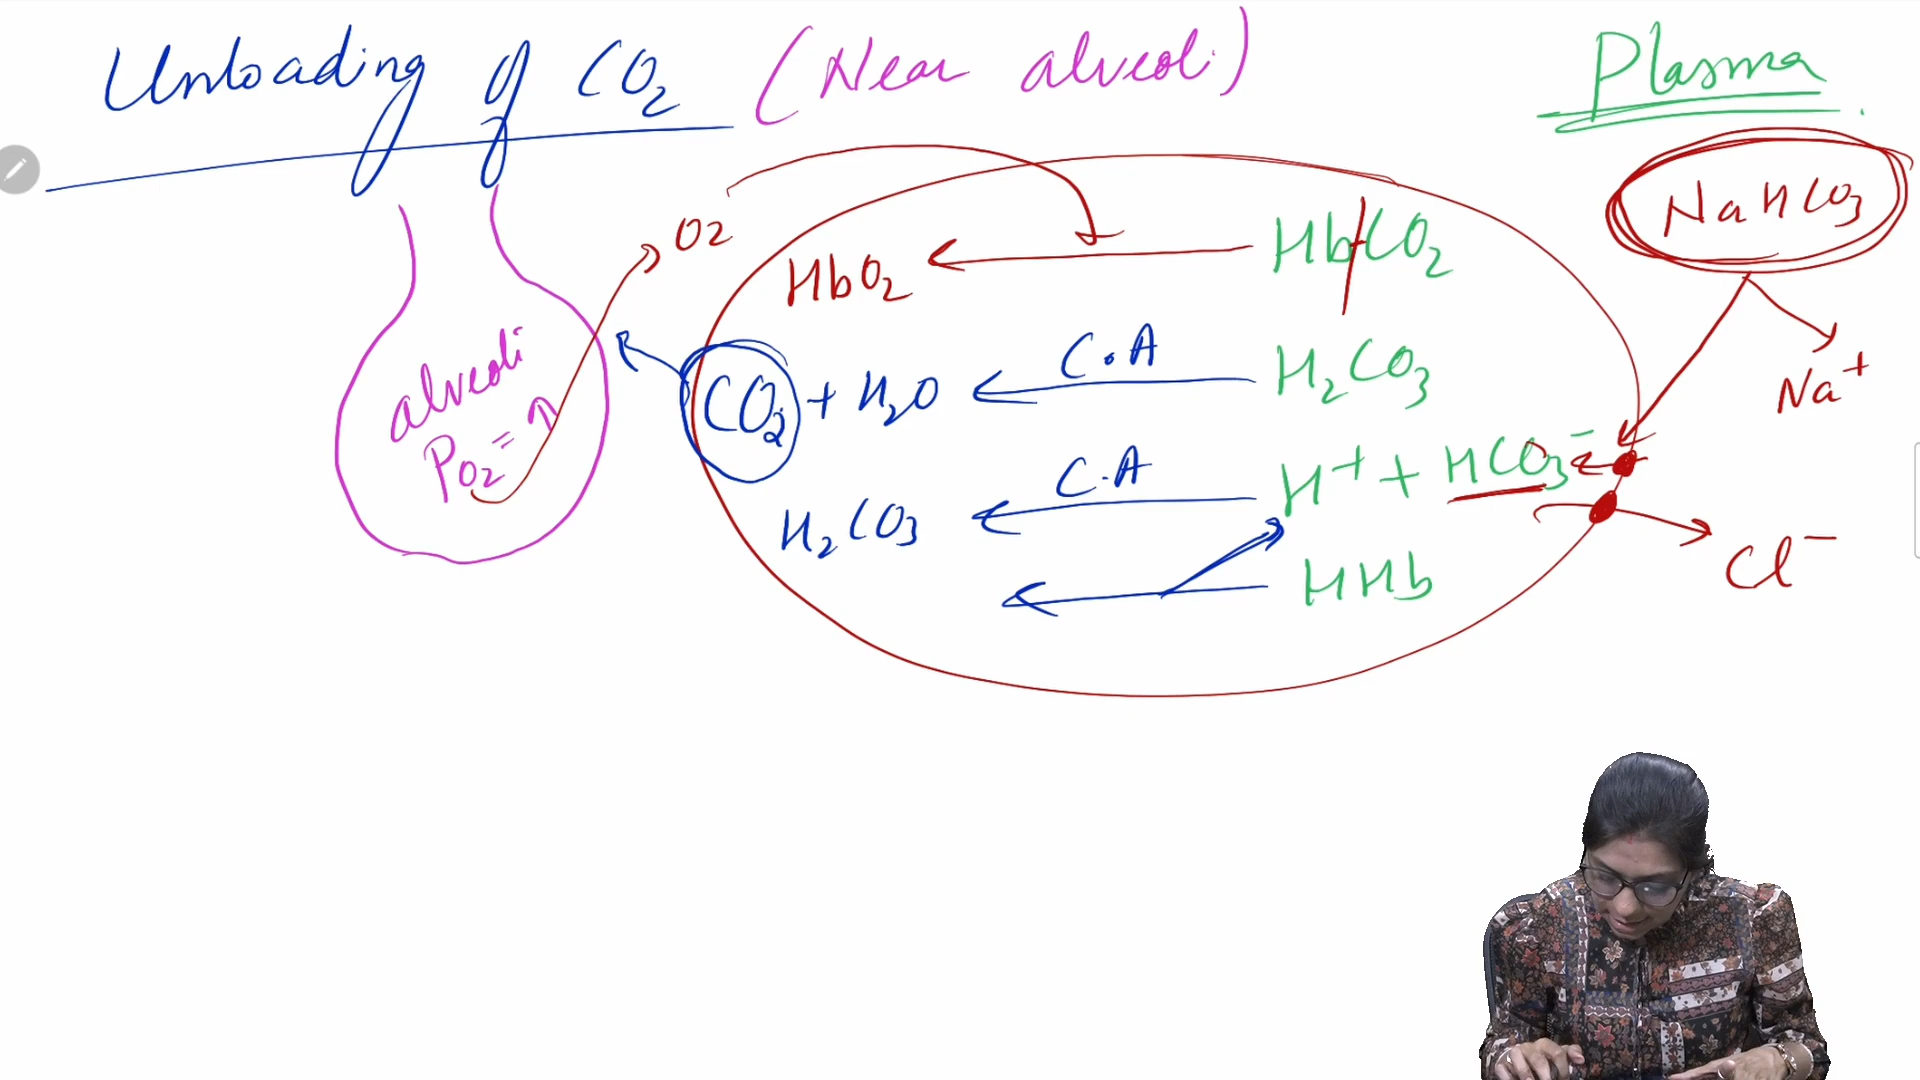 Unloading of CO2 (Near alveoli)
Plasma
NaHCO3
O2
HbO2
HbCO2
Na+
alveoli
PO2 = ↑
CO2 + H2O
C.A
H2CO3
H2CO3
C.A
H+ + HCO3-
HHb
Cl-